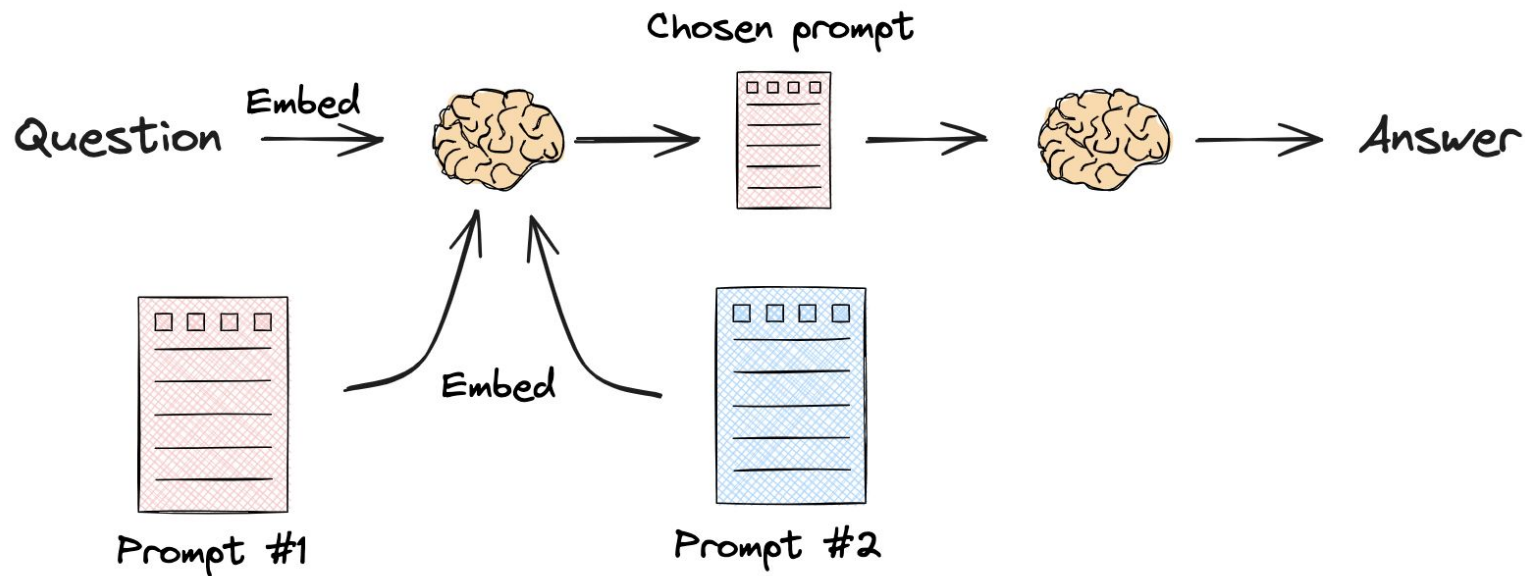 Chosen prompt
Question
Embed
Answer
Embed
Prompt #1
Prompt #2